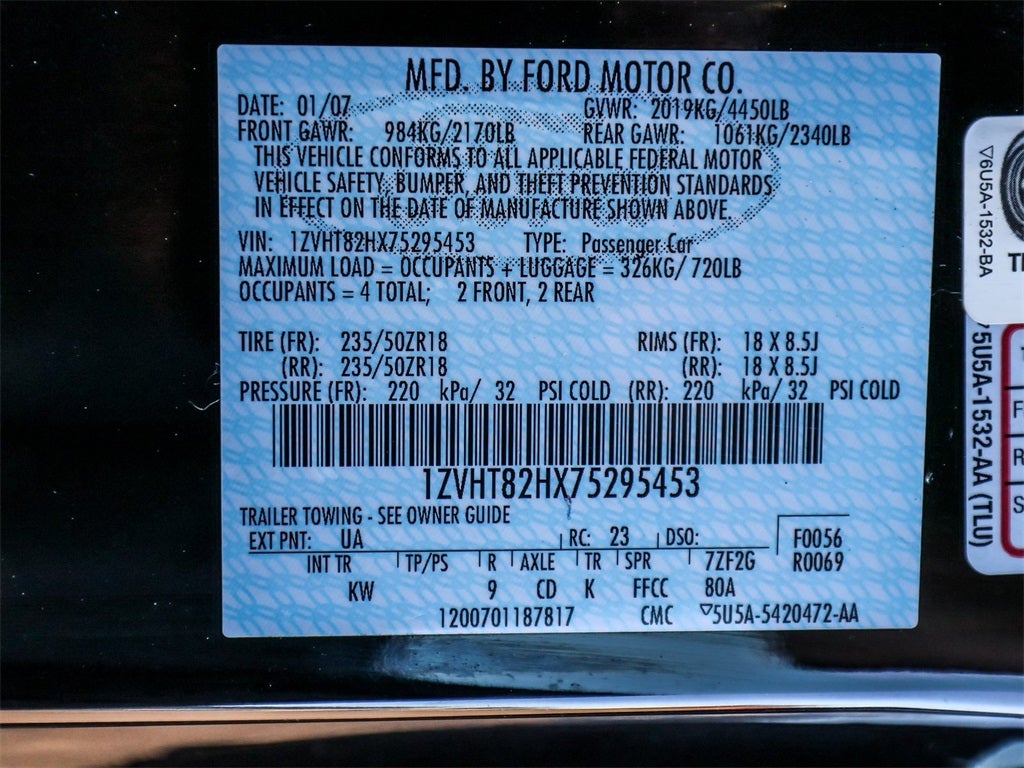 MFD. BY FORD MOTOR CO.
DATE: 01/07 GVWR: 2019KG/4450LB
FRONT GAWR: 984KG/2170LB REAR GAWR: 1061KG/2340LB
THIS VEHICLE CONFORMS TO ALL APPLICABLE FEDERAL MOTOR
VEHICLE SAFETY, BUMPER, AND THEFT PREVENTION STANDARDS
IN EFFECT ON THE DATE OF MANUFACTURE SHOWN ABOVE.
VIN: 1ZVHT82HX75295453 TYPE: Passenger Car
MAXIMUM LOAD = OCCUPANTS + LUGGAGE = 326KG/ 720LB
OCCUPANTS = 4 TOTAL; 2 FRONT, 2 REAR
TIRE (FR): 235/50ZR18 RIMS (FR): 18 X 8.5J
(RR): 235/50ZR18 (RR): 18 X 8.5J
PRESSURE (FR): 220 kPa/ 32 PSI COLD (RR): 220 kPa/ 32 PSI COLD
1ZVHT82HX75295453
TRAILER TOWING - SEE OWNER GUIDE
EXT PNT: UA RC: 23 DSO: F0056
INT TR TP/PS R AXLE TR SPR 7ZF2G R0069
KW 9 CD K FFCC 80A
1200701187817 CMC ▽5U5A-5420472-AA
▽6U5A-1532-BA
75U5A-1532-AA (TLU)
F
R
S